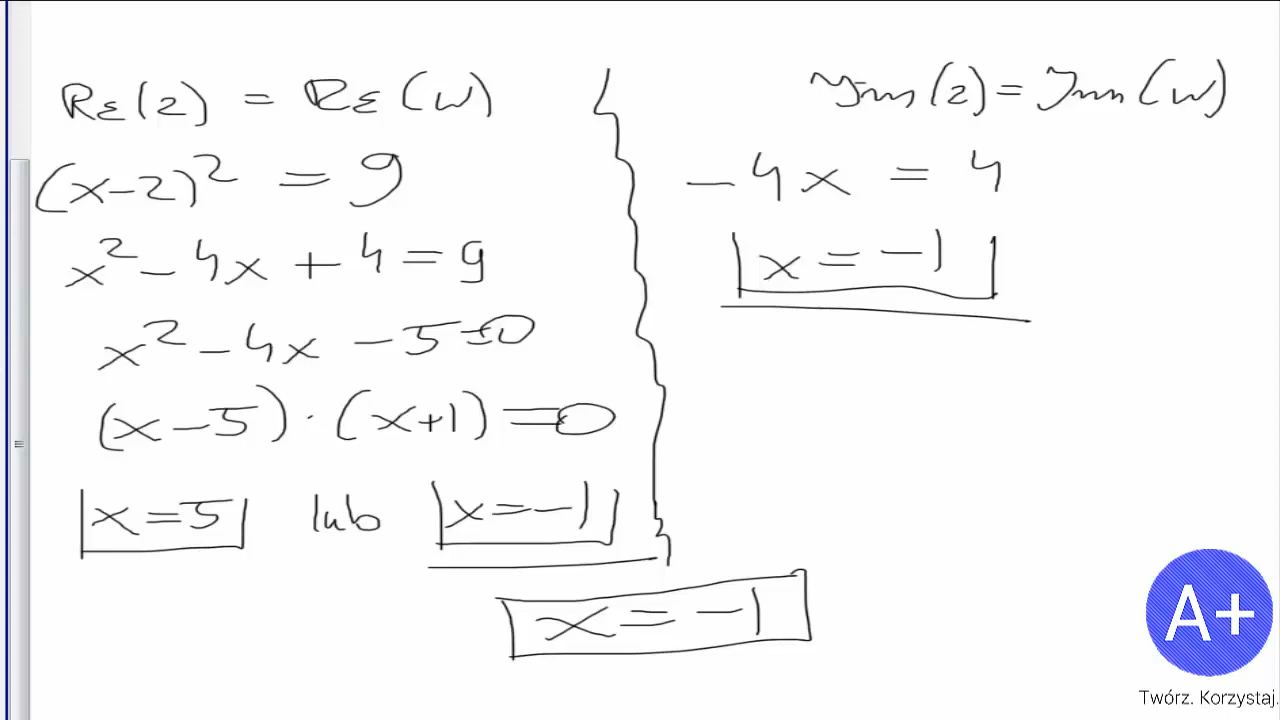 Re(z) = Re(w)
(x-2)² = 9
x² - 4x + 4 = 9
x² - 4x - 5 = 0
(x-5) · (x+1) = 0
x = 5 lub x = -1
Im(z) = Im(w)
-4x = 4
x = -1
x = -1
A+
Twórz. Korzystaj.